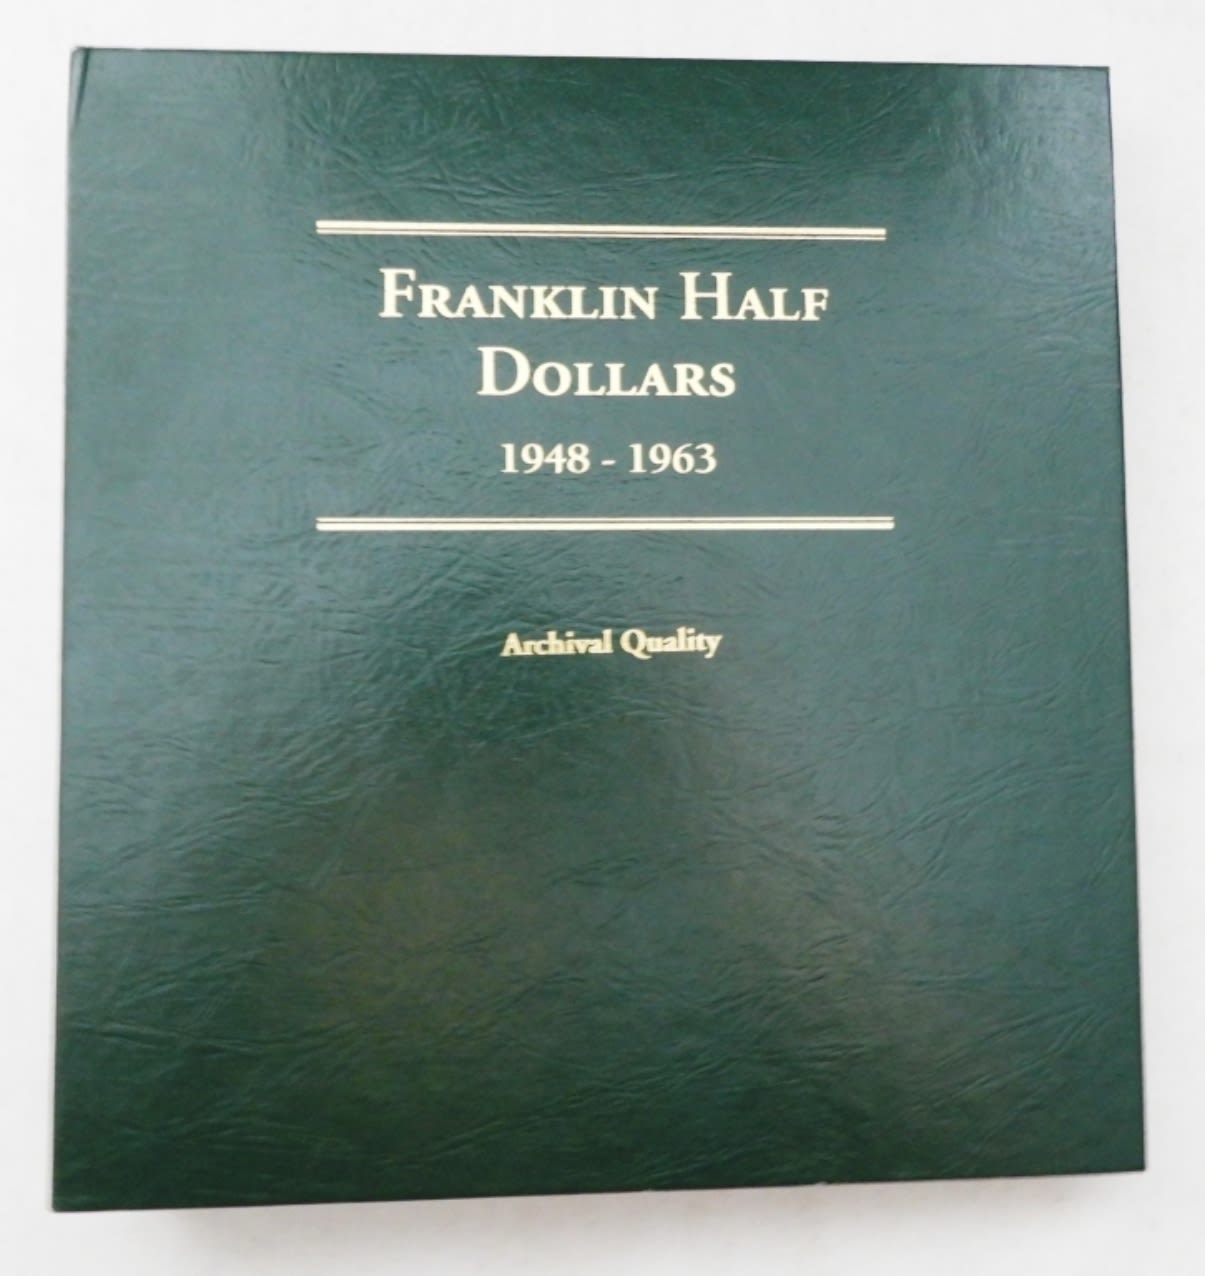 Franklin Half
Dollars
1948 - 1963
Archival Quality